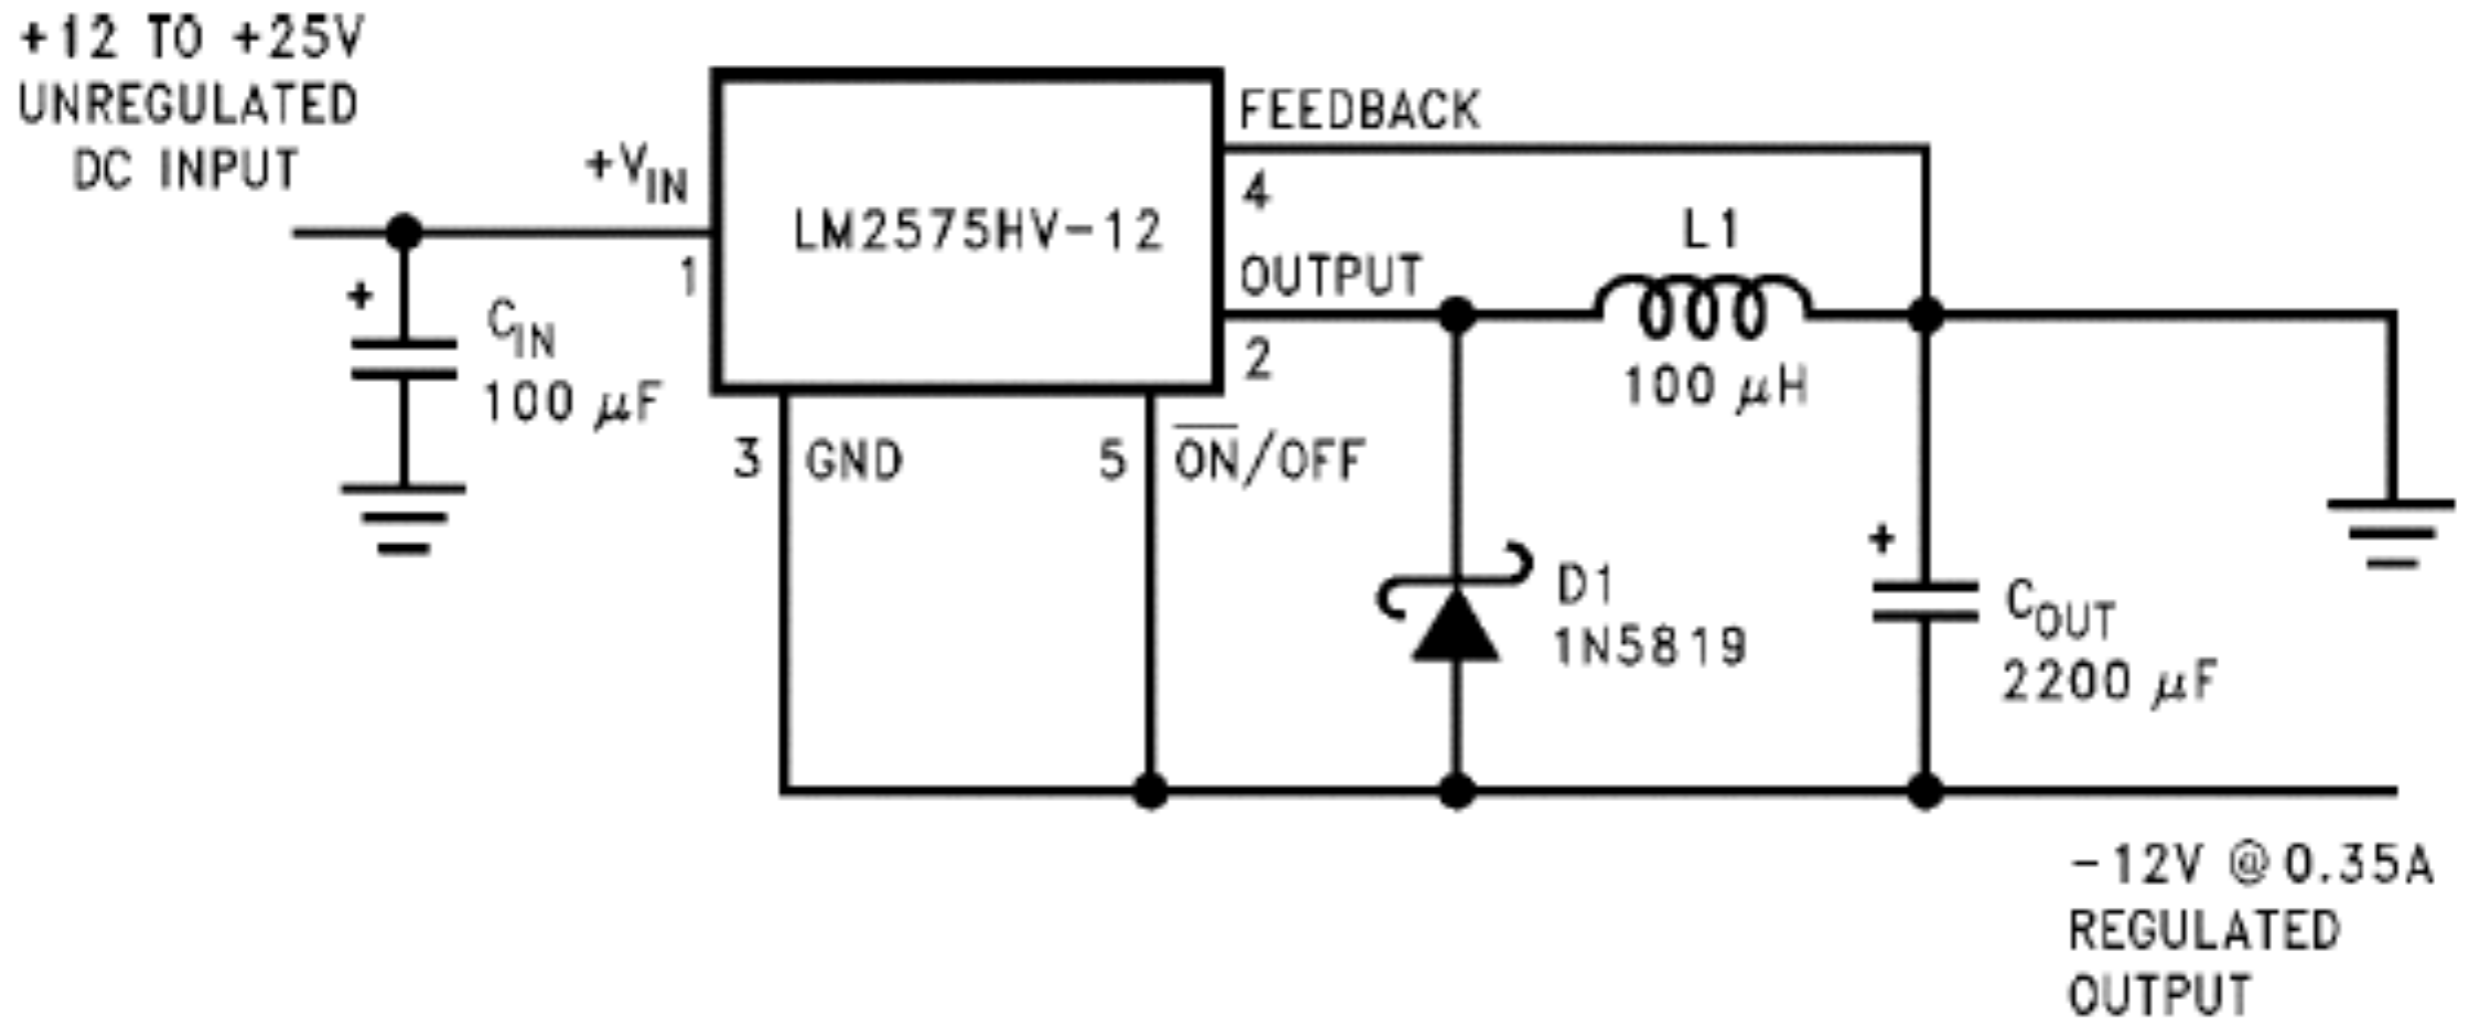 +12 TO +25V
UNREGULATED
DC INPUT
+VIN
1
LM2575HV-12
FEEDBACK
4
OUTPUT
2
L1
100 μH
+
CIN
100 μF
3 GND
5 ON/OFF
D1
1N5819
+
COUT
2200 μF
-12V @ 0.35A
REGULATED
OUTPUT